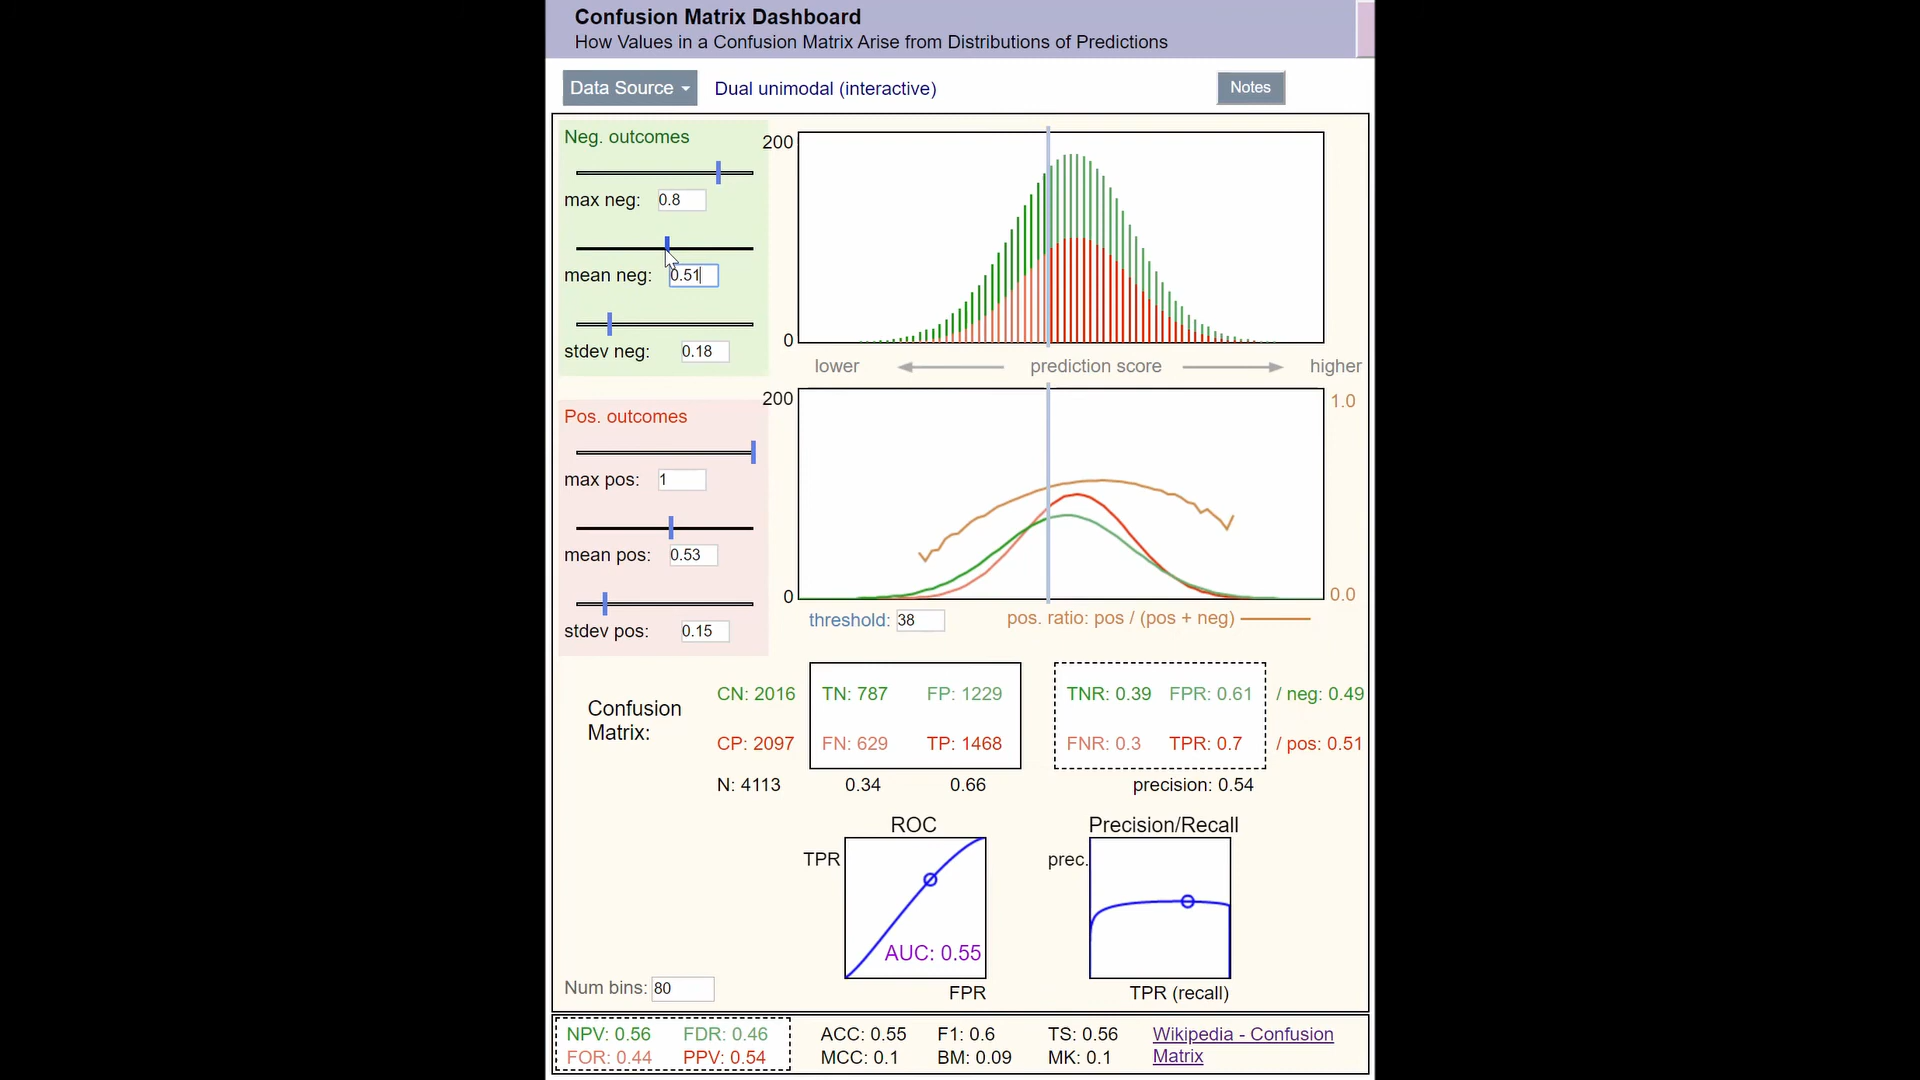 Confusion Matrix Dashboard
How Values in a Confusion Matrix Arise from Distributions of Predictions
Data Source
Dual unimodal (interactive)
Notes
Neg. outcomes
max neg: 0.8
mean neg: 0.51
stdev neg: 0.18
200
0
lower
prediction score
higher
Pos. outcomes
max pos: 1
mean pos: 0.53
stdev pos: 0.15
200
0
1.0
0.0
threshold: 38
pos. ratio: pos / (pos + neg)
Confusion
Matrix:
CN: 2016 TN: 787 FP: 1229 TNR: 0.39 FPR: 0.61 / neg: 0.49
CP: 2097 FN: 629 TP: 1468 FNR: 0.3 TPR: 0.7 / pos: 0.51
N: 4113 0.34 0.66 precision: 0.54
ROC
TPR
AUC: 0.55
FPR
Precision/Recall
prec.
TPR (recall)
Num bins: 80
NPV: 0.56 FDR: 0.46 ACC: 0.55 F1: 0.6 TS: 0.56 Wikipedia - Confusion
FOR: 0.44 PPV: 0.54 MCC: 0.1 BM: 0.09 MK: 0.1 Matrix